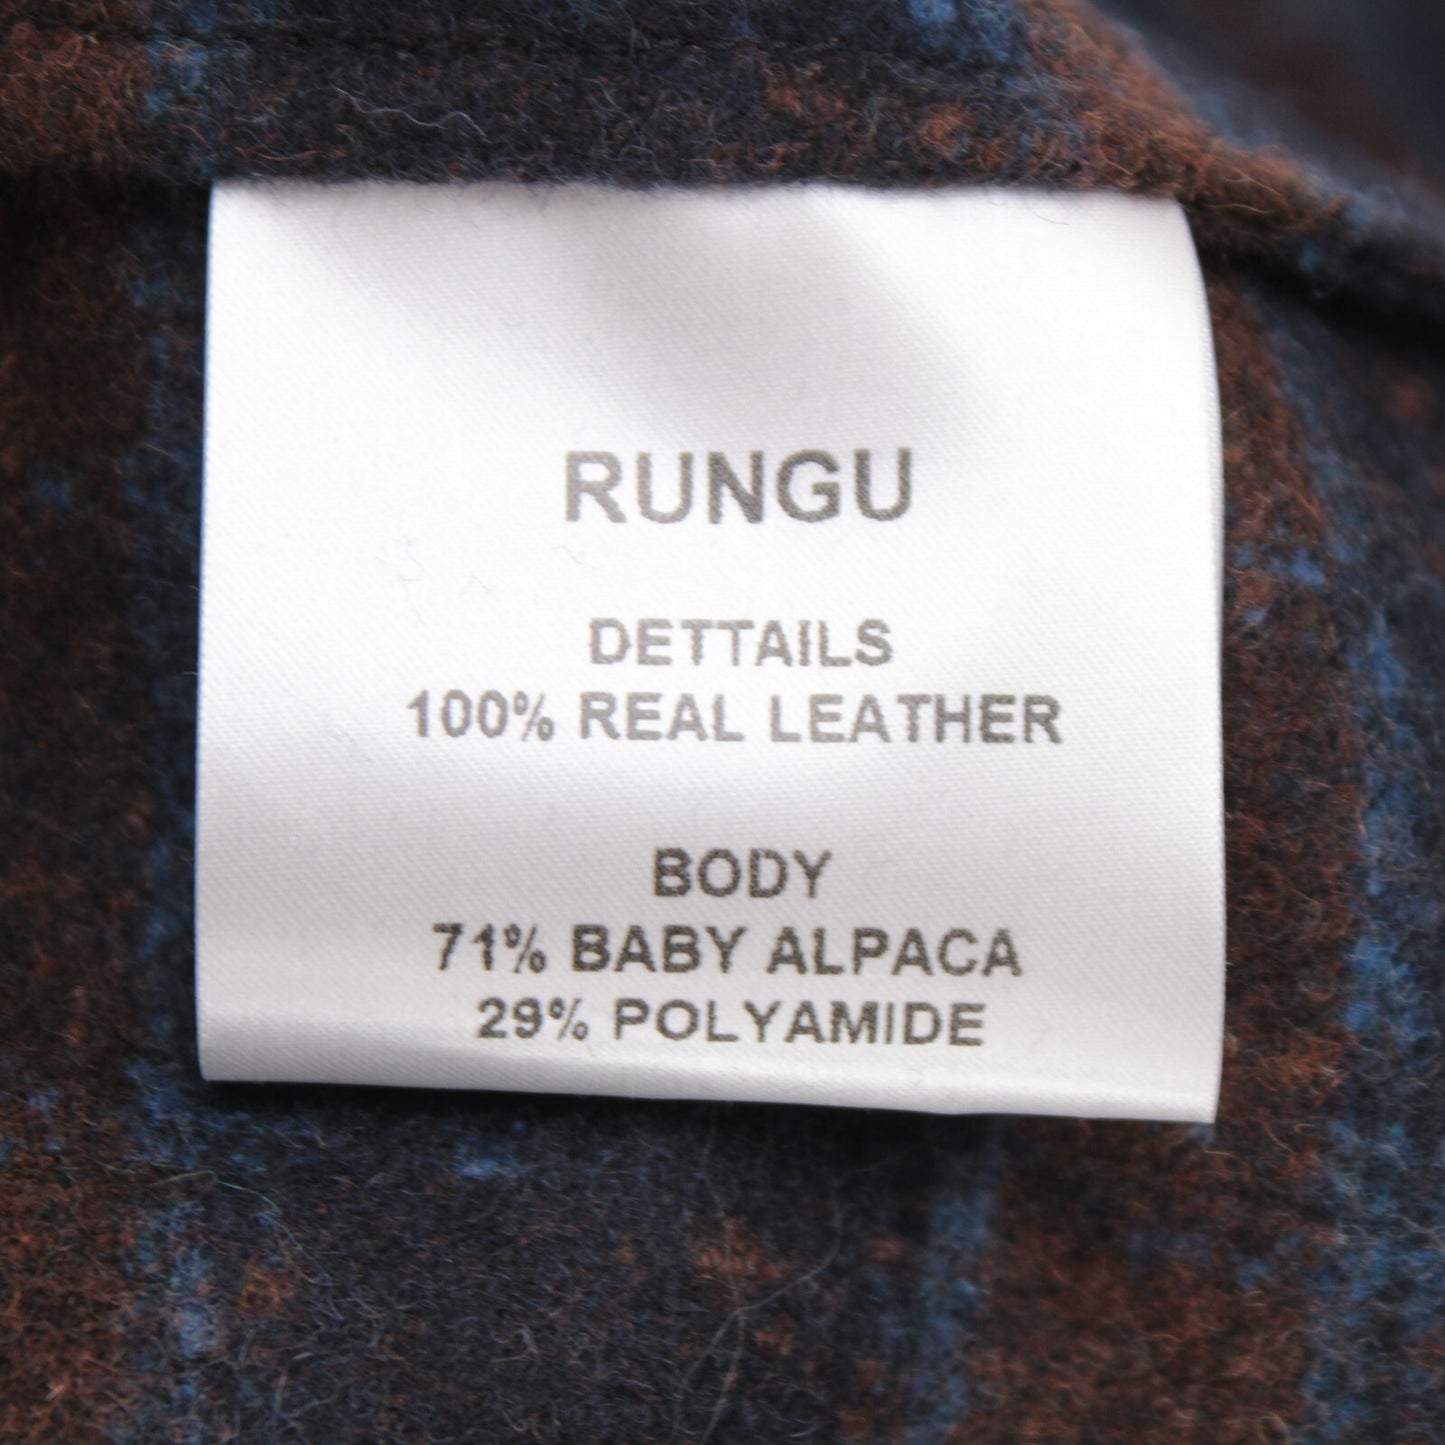 RUNGU
DETTAILS
100% REAL LEATHER
BODY
71% BABY ALPACA
29% POLYAMIDE